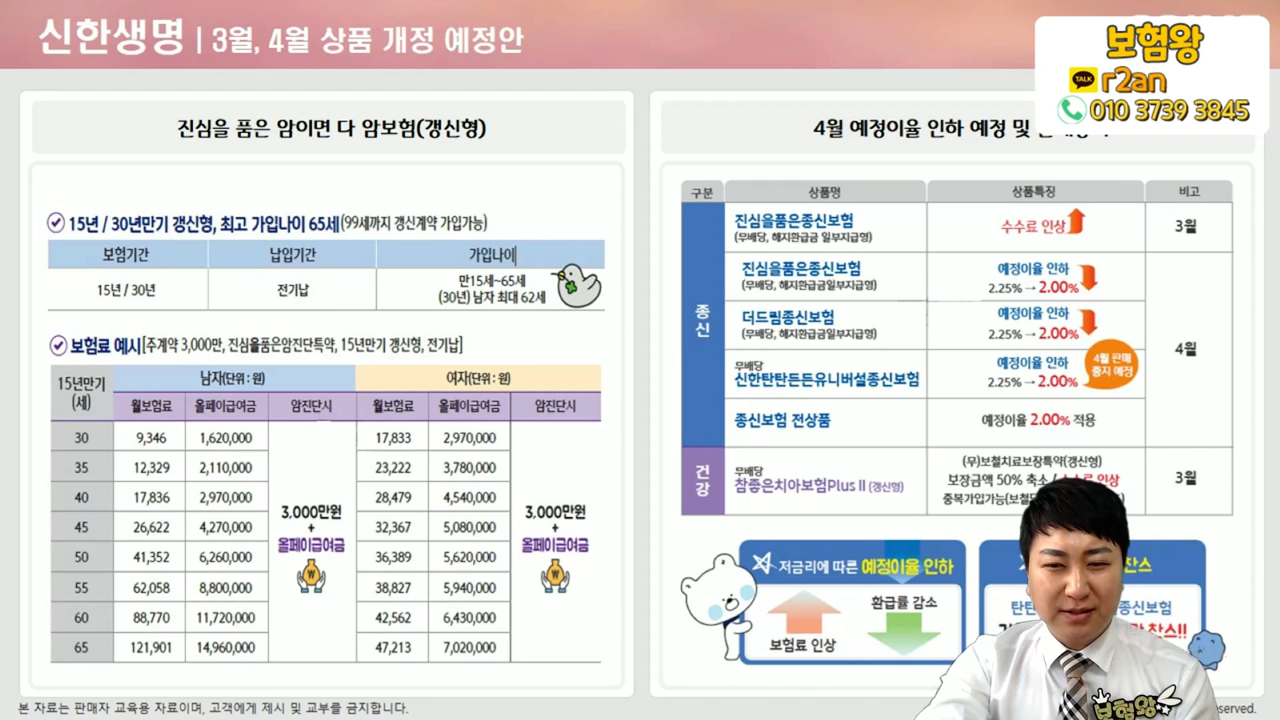 신한생명 | 3월, 4월 상품 개정 예정안
보험왕
TALK r2an
010 3739 3845
진심을 품은 암이면 다 암보험(갱신형)
15년 / 30년만기 갱신형, 최고 가입나이 65세(99세까지 갱신계약 가입가능)
보험기간 납입기간 가입나이
15년 / 30년 전기납 만15세~65세
(30년) 남자 최대 62세
보험료 예시[주계약 3,000만, 진심을품은암진단특약, 15년만기 갱신형, 전기납]
15년만기
(세)
남자(단위 : 원) 여자(단위 : 원)
월보험료 올페이급여금 암진단시 월보험료 올페이급여금 암진단시
30 9,346 1,620,000 17,833 2,970,000
35 12,329 2,110,000 23,222 3,780,000
40 17,836 2,970,000 28,479 4,540,000
45 26,622 4,270,000 32,367 5,080,000
50 41,352 6,260,000 36,389 5,620,000
55 62,058 8,800,000 38,827 5,940,000
60 88,770 11,720,000 42,562 6,430,000
65 121,901 14,960,000 47,213 7,020,000
3,000만원
+
올페이급여금
3,000만원
+
올페이급여금
4월 예정이율 인하 예정 및
구분 상품명 상품특징 비고
종신
진심을품은종신보험
(무배당, 해지환급금 일부지급형)
수수료 인상
3월
진심을품은종신보험
(무배당, 해지환급금일부지급형)
예정이율 인하
2.25% → 2.00%
더드림종신보험
(무배당, 해지환급금일부지급형)
예정이율 인하
2.25% → 2.00%
4월
무배당
신한탄탄든든유니버설종신보험
예정이율 인하
2.25% → 2.00%
4월 판매
중지 예정
종신보험 전상품
예정이율 2.00% 적용
건강
무배당
참좋은치아보험Plus II (갱신형)
(무)보철치료보장특약(갱신형)
보장금액 50% 축소 / 수수료 인상
중복가입가능(보철
3월
저금리에 따른 예정이율 인하
보험료 인상
환급률 감소
찬스
탄탄
종신보험
찬스!!
보험왕
본 자료는 판매자 교육용 자료이며, 고객에게 제시 및 교부를 금지합니다.
served.